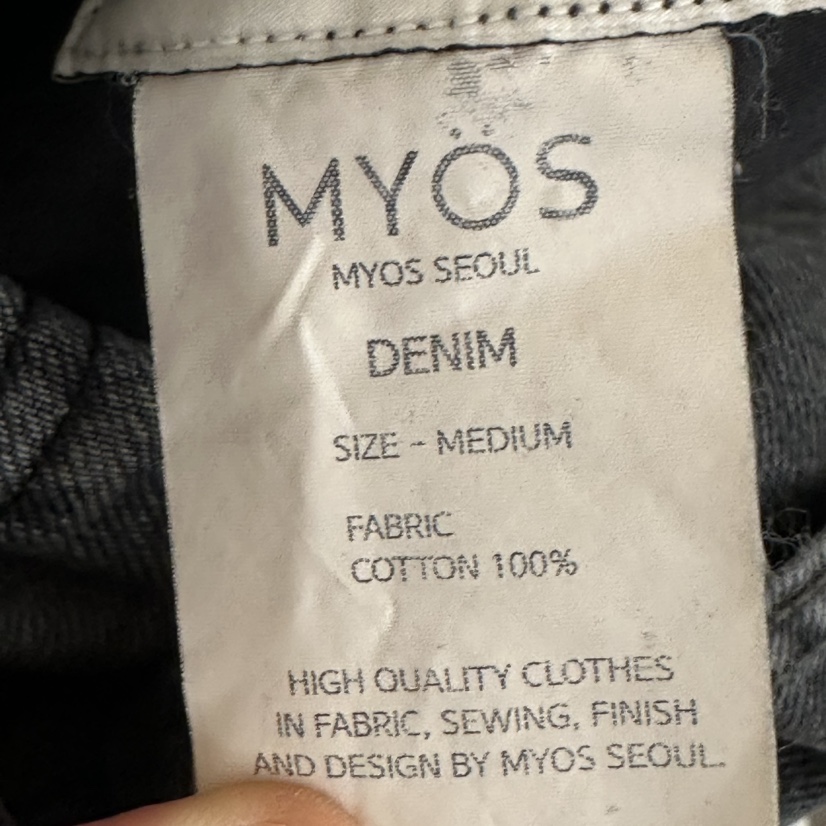 MYÖS
MYOS SEOUL
DENIM
SIZE - MEDIUM
FABRIC
COTTON 100%
HIGH QUALITY CLOTHES
IN FABRIC, SEWING, FINISH
AND DESIGN BY MYOS SEOUL.